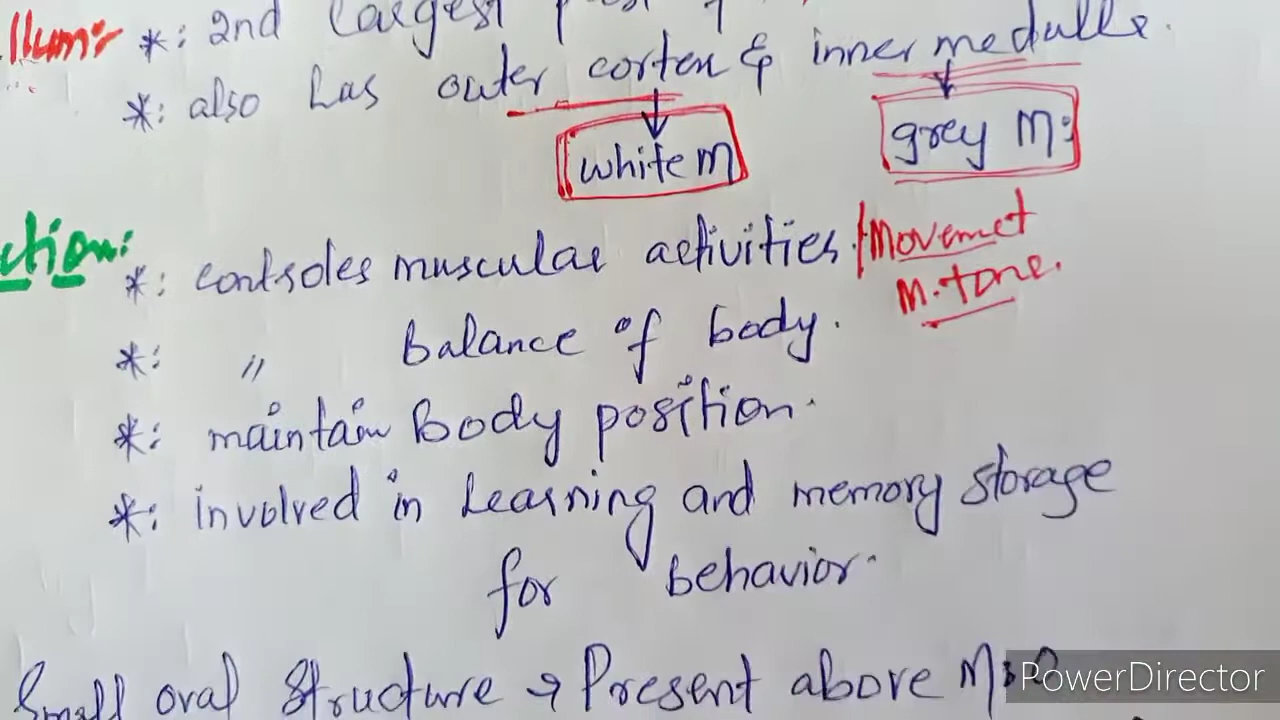 llum:- *: 2nd largest
*: also has outer cortex & inner medulla.
white M
grey M:
ction:
*: controles muscular activities / Movemet
M. tone.
*: " balance of body.
*: maintain Body position.
*: involved in Learning and memory storage
for behavior.
Small oval structure → Present above M
PowerDirector